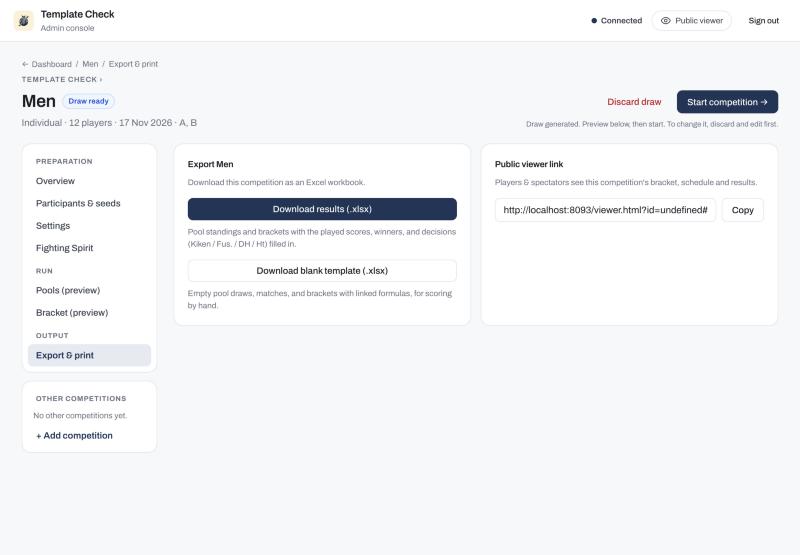 Template Check
Admin console
Connected
Public viewer
Sign out
← Dashboard / Men / Export & print
TEMPLATE CHECK ›
Men
Draw ready
Discard draw
Start competition →
Individual · 12 players · 17 Nov 2026 · A, B
Draw generated. Preview below, then start. To change it, discard and edit first.
PREPARATION
Overview
Participants & seeds
Settings
Fighting Spirit
RUN
Pools (preview)
Bracket (preview)
OUTPUT
Export & print
OTHER COMPETITIONS
No other competitions yet.
+ Add competition
Export Men
Download this competition as an Excel workbook.
Download results (.xlsx)
Pool standings and brackets with the played scores, winners, and decisions
(Kiken / Fus. / DH / Ht) filled in.
Download blank template (.xlsx)
Empty pool draws, matches, and brackets with linked formulas, for scoring
by hand.
Public viewer link
Players & spectators see this competition's bracket, schedule and results.
http://localhost:8093/viewer.html?id=undefined#
Copy